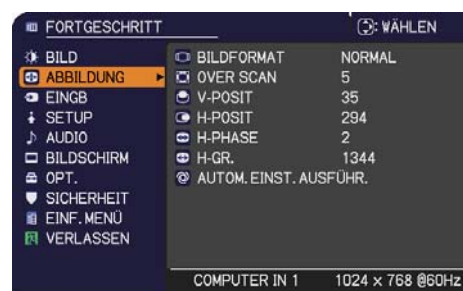 FORTGESCHRITT
: WÄHLEN
BILD
ABBILDUNG
EINGB
SETUP
AUDIO
BILDSCHIRM
OPT.
SICHERHEIT
EINF. MENÜ
VERLASSEN
BILDFORMAT NORMAL
OVER SCAN 5
V-POSIT 35
H-POSIT 294
H-PHASE 2
H-GR. 1344
AUTOM. EINST. AUSFÜHR.
COMPUTER IN 1 1024 x 768 @60Hz